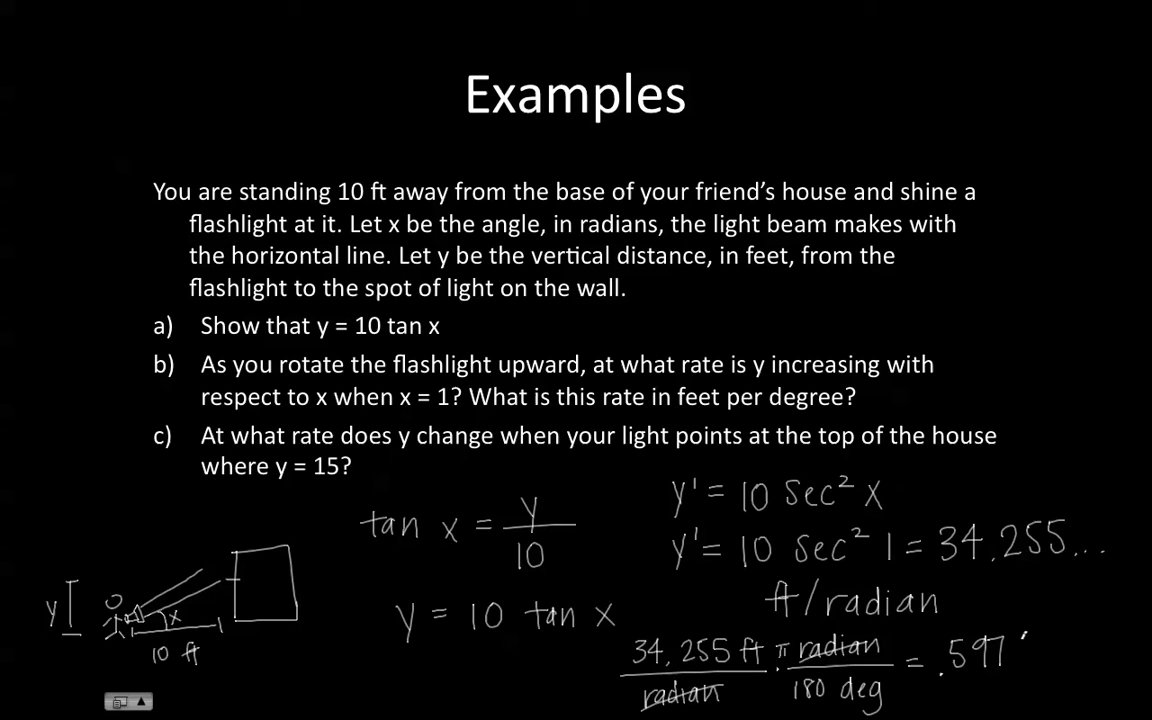 Examples
You are standing 10 ft away from the base of your friend's house and shine a
flashlight at it. Let x be the angle, in radians, the light beam makes with
the horizontal line. Let y be the vertical distance, in feet, from the
flashlight to the spot of light on the wall.
a) Show that y = 10 tan x
b) As you rotate the flashlight upward, at what rate is y increasing with
respect to x when x = 1? What is this rate in feet per degree?
c) At what rate does y change when your light points at the top of the house
where y = 15?
y x 10 ft
tan x = y/10
y = 10 tan x
y' = 10 sec² x
y' = 10 sec² 1 = 34.255...
ft/radian
34.255 ft/radian · π radian/180 deg = .597